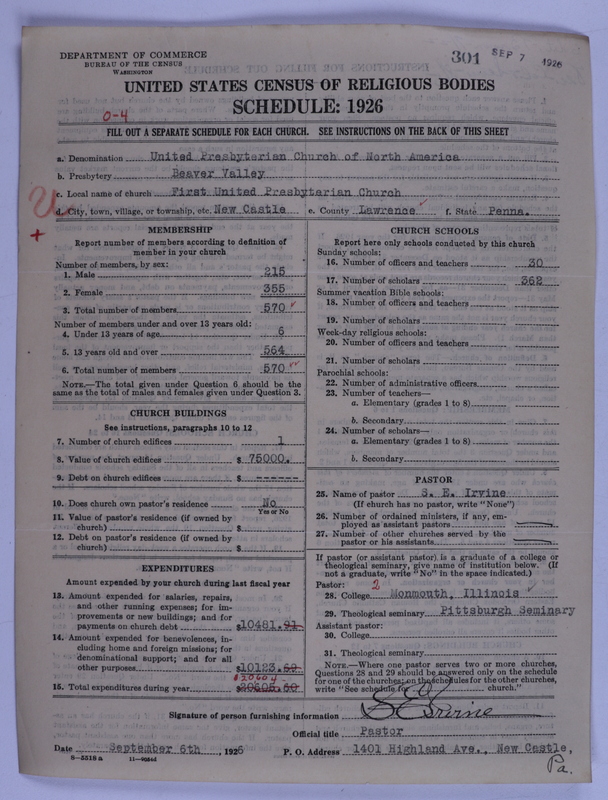 DEPARTMENT OF COMMERCE
BUREAU OF THE CENSUS
WASHINGTON
301 SEP 7 1926
UNITED STATES CENSUS OF RELIGIOUS BODIES
SCHEDULE: 1926
0-4
FILL OUT A SEPARATE SCHEDULE FOR EACH CHURCH. SEE INSTRUCTIONS ON THE BACK OF THIS SHEET
a. Denomination United Presbyterian Church of North America
b. Presbytery Beaver Valley
c. Local name of church First United Presbyterian Church
d. City, town, village, or township, etc. New Castle e. County Lawrence f. State Penna.
MEMBERSHIP
Report number of members according to definition of
member in your church
Number of members, by sex:
1. Male 215
2. Female 355
3. Total number of members 570
Number of members under and over 13 years old:
4. Under 13 years of age 6
5. 13 years old and over 564
6. Total number of members 570
NOTE.—The total given under Question 6 should be the
same as the total of males and females given under Question 3.
CHURCH BUILDINGS
See instructions, paragraphs 10 to 12
7. Number of church edifices 1
8. Value of church edifices $ 75000.
9. Debt on church edifices $ -------
10. Does church own pastor's residence No
Yes or No
11. Value of pastor's residence (if owned by
church) $
12. Debt on pastor's residence (if owned by
church) $
EXPENDITURES
Amount expended by your church during last fiscal year
13. Amount expended for salaries, repairs,
and other running expenses; for im-
provements or new buildings; and for
payments on church debt $10481.91
14. Amount expended for benevolences, in-
cluding home and foreign missions; for
denominational support; and for all
other purposes $10123.69
$20604.
15. Total expenditures during year $20605.60
CHURCH SCHOOLS
Report here only schools conducted by this church
Sunday schools:
16. Number of officers and teachers 30
17. Number of scholars 362
Summer vacation Bible schools:
18. Number of officers and teachers
19. Number of scholars
Week-day religious schools:
20. Number of officers and teachers
21. Number of scholars
Parochial schools:
22. Number of administrative officers
23. Number of teachers—
a. Elementary (grades 1 to 8)
b. Secondary
24. Number of scholars—
a. Elementary (grades 1 to 8)
b. Secondary
PASTOR
25. Name of pastor S. E. Irvine
(If church has no pastor, write "None")
26. Number of ordained ministers, if any, em-
ployed as assistant pastors
27. Number of other churches served by the
pastor or his assistants
If pastor (or assistant pastor) is a graduate of a college or
theological seminary, give name of institution below. (If
not a graduate, write "No" in the space indicated.)
Pastor: 2
28. College Monmouth, Illinois
29. Theological seminary Pittsburgh Seminary
Assistant pastor:
30. College
31. Theological seminary
NOTE.—Where one pastor serves two or more churches,
Questions 28 and 29 should be answered only on the schedule
for one of the churches; on the schedules for the other churches,
write "See schedule for church."
Signature of person furnishing information S E Irvine
Official title Pastor
Date September 6th , 1926 P. O. Address 1401 Highland Ave., New Castle,
Pa.
8-5518 a 11-9034d